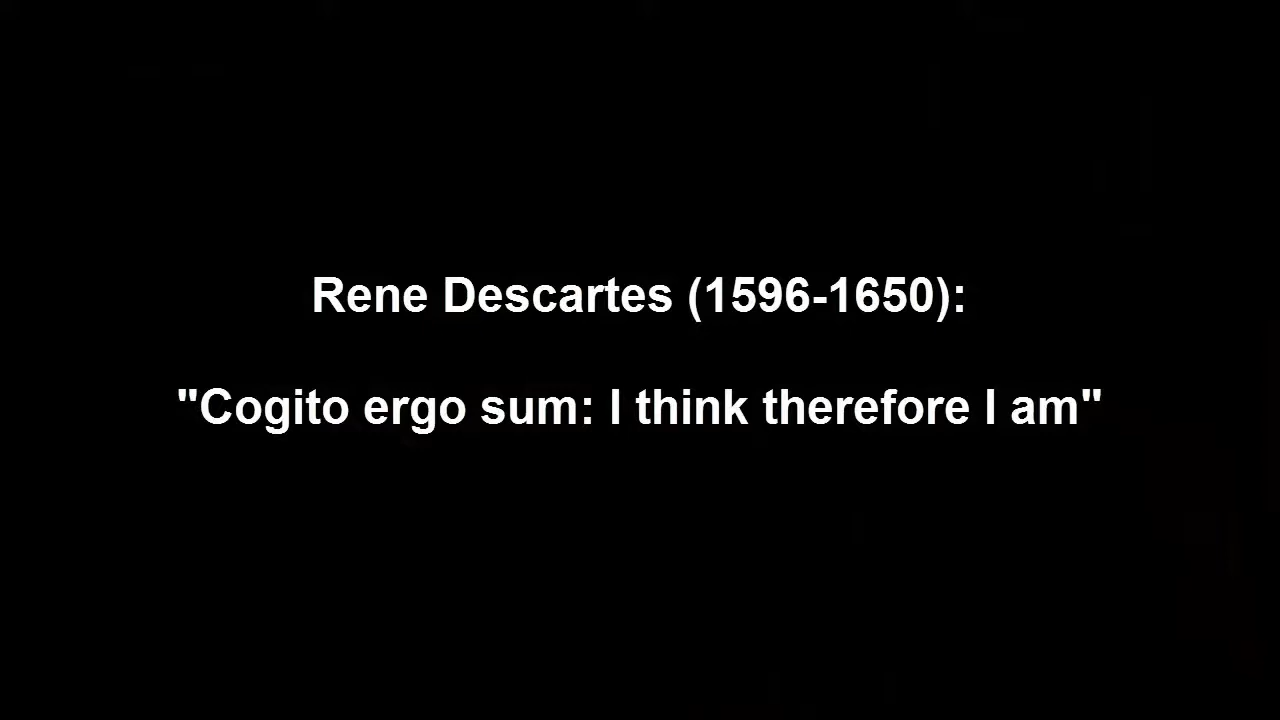 Rene Descartes (1596-1650):
"Cogito ergo sum: I think therefore I am"